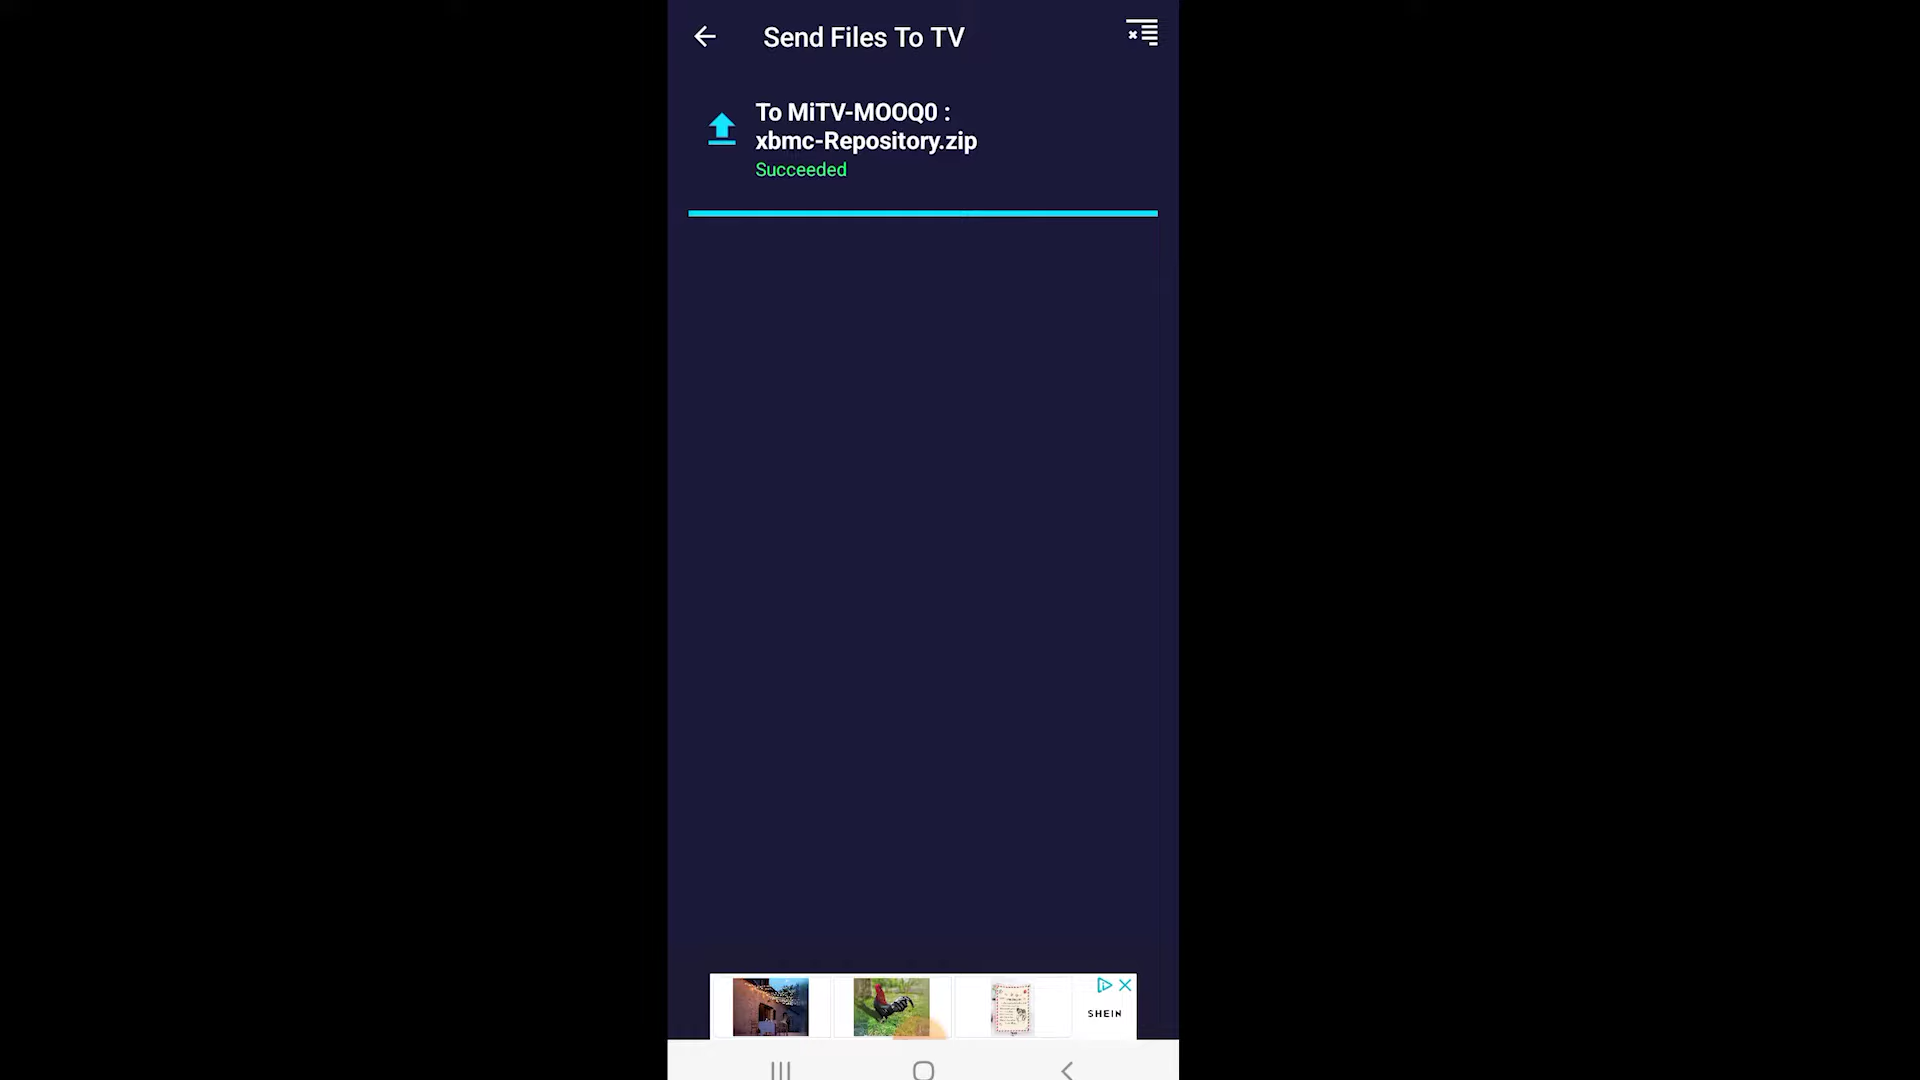 Send Files To TV
To MiTV-MOOQ0 :
xbmc-Repository.zip
Succeeded
SHEIN